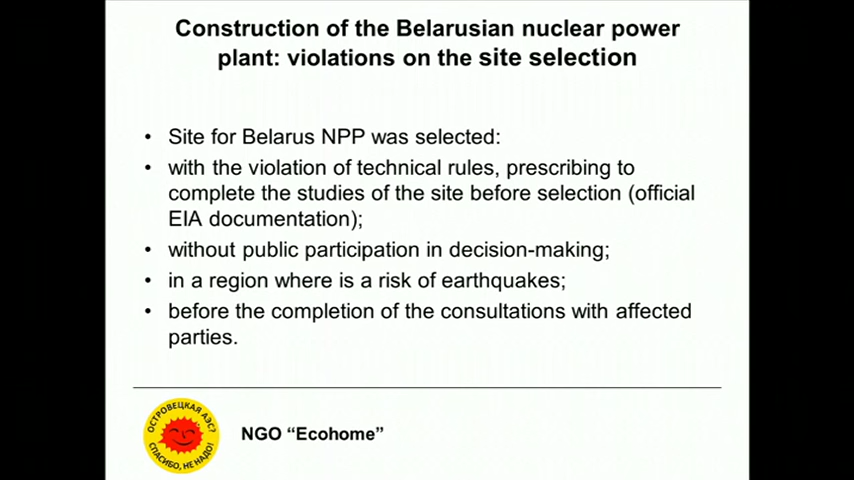 Construction of the Belarusian nuclear power
plant: violations on the site selection
• Site for Belarus NPP was selected:
• with the violation of technical rules, prescribing to
complete the studies of the site before selection (official
EIA documentation);
• without public participation in decision-making;
• in a region where is a risk of earthquakes;
• before the completion of the consultations with affected
parties.
ОСТРОВЕЦКАЯ АЭС?
СПАСИБО, НЕ НАДО!
NGO “Ecohome”